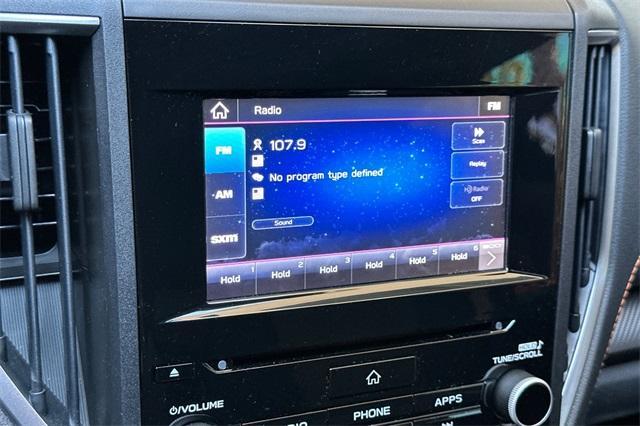 Radio FM
FM 107.9 Scan
No program type defined Replay
AM
HD Radio
OFF
SXM Sound
Hold 1 Hold 2 Hold 3 Hold 4 Hold 5 Hold 6
HOLD
TUNE/SCROLL
/VOLUME
PHONE APPS